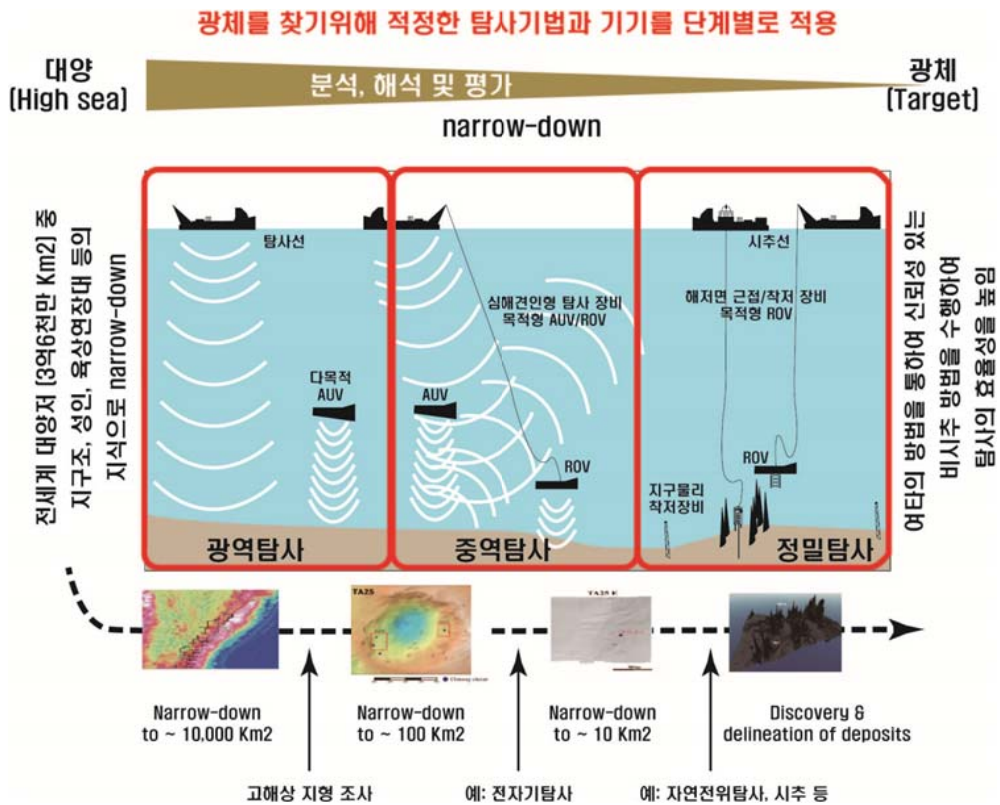 광체를 찾기위해 적정한 탐사기법과 기기를 단계별로 적용
대양
(High sea)
분석, 해석 및 평가
narrow-down
광체
(Target)
전세계 대양저 (3억6천만 Km2) 중
지구조, 성인, 육상연장대 등의
지식으로 narrow-down
탐사선
다목적
AUV
광역탐사
심해견인형 탐사 장비
목적형 AUV/ROV
AUV
ROV
중역탐사
시추선
해저면 근접/착저 장비
목적형 ROV
ROV
지구물리
착저장비
정밀탐사
여타의 방법을 통하여 신뢰성 있는
비시추 방법을 수행하여
탐사의 효율성을 높임
TA25
TA25
Narrow-down
to ~ 10,000 Km2
Narrow-down
to ~ 100 Km2
Narrow-down
to ~ 10 Km2
Discovery &
delineation of deposits
고해상 지형 조사
예: 전자기탐사
예: 자연전위탐사, 시추 등